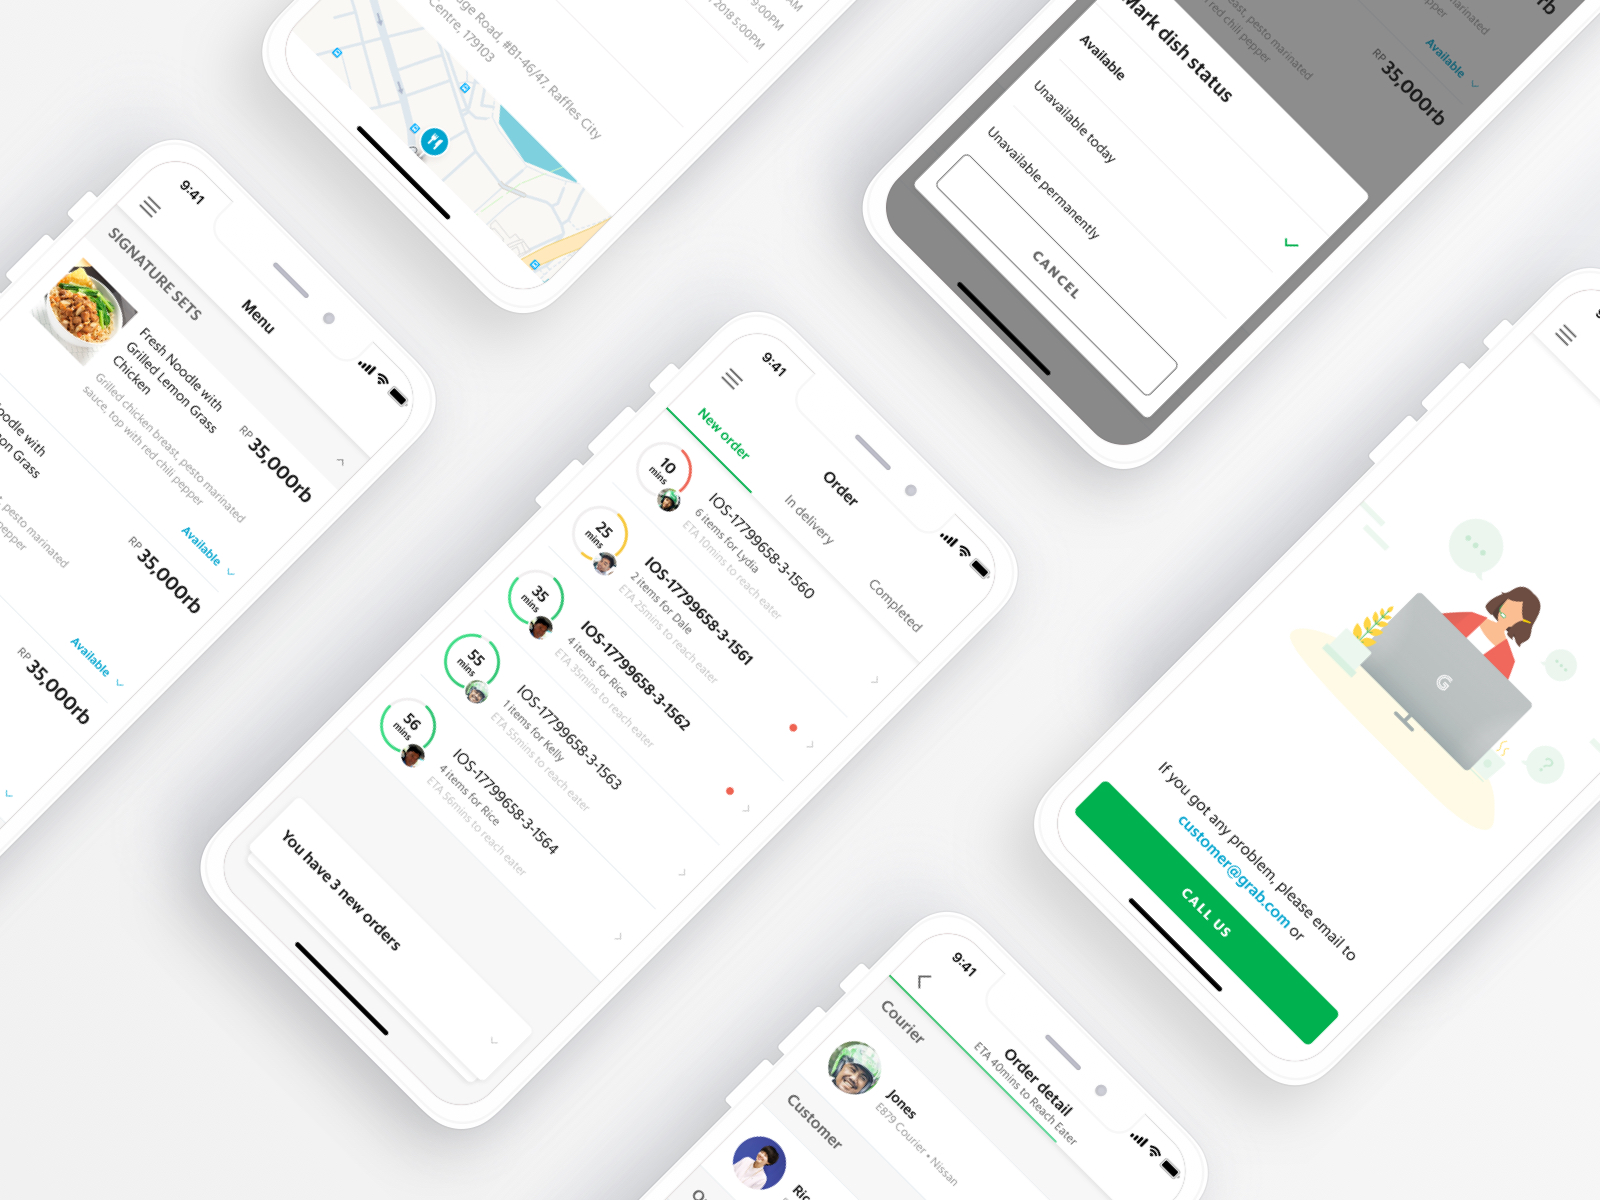 dge Road, #B1-46/47, Raffles City
Centre, 179103
9:00PM
2018 5:00PM
AM
Mark dish status
Available
Unavailable today
Unavailable permanently
CANCEL
marinated
red chili pepper
Available
RP 35,000rb
9:41
Menu
SIGNATURE SETS
Fresh Noodle with
Grilled Lemon Grass
Chicken
Grilled chicken breast, pesto marinated
sauce, top with red chili pepper
RP 35,000rb
Available
oodle with
on Grass
pesto marinated
pepper
RP 35,000rb
Available
RP 35,000rb
9:41
Order
New order
In delivery
Completed
10
mins
IOS-17799658-3-1560
6 items for Lydia
ETA 10mins to reach eater
25
mins
IOS-17799658-3-1561
2 items for Dale
ETA 25mins to reach eater
35
mins
IOS-17799658-3-1562
4 items for Rice
ETA 35mins to reach eater
55
mins
IOS-17799658-3-1563
1 items for Kelly
ETA 55mins to reach eater
56
mins
IOS-17799658-3-1564
4 items for Rice
ETA 56mins to reach eater
You have 3 new orders
G
?
If you got any problem, please email to
customer@grab.com or
CALL US
9:41
Order detail
ETA 40mins to Reach Eater
Courier
Jones
E879 Courier • Nissan
Customer
Ric